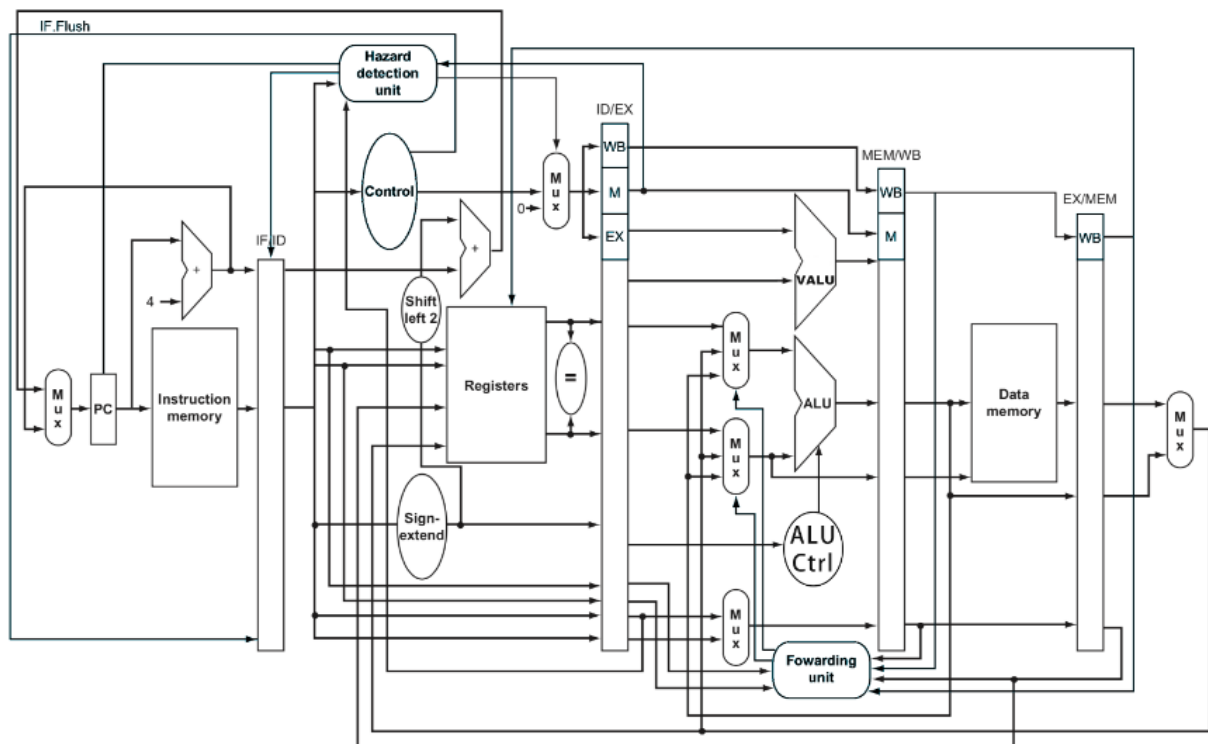 IF.Flush
Hazard
detection
unit
ID/EX
WB
MEM/WB
Control
M
u
x
0
M
WB
EX/MEM
IF/ID
+
+
EX
M
WB
4
Shift
left 2
VALU
M
u
x
PC
Instruction
memory
Registers
=
M
u
x
ALU
Data
memory
M
u
x
M
u
x
Sign-
extend
ALU
Ctrl
M
u
x
Fowarding
unit